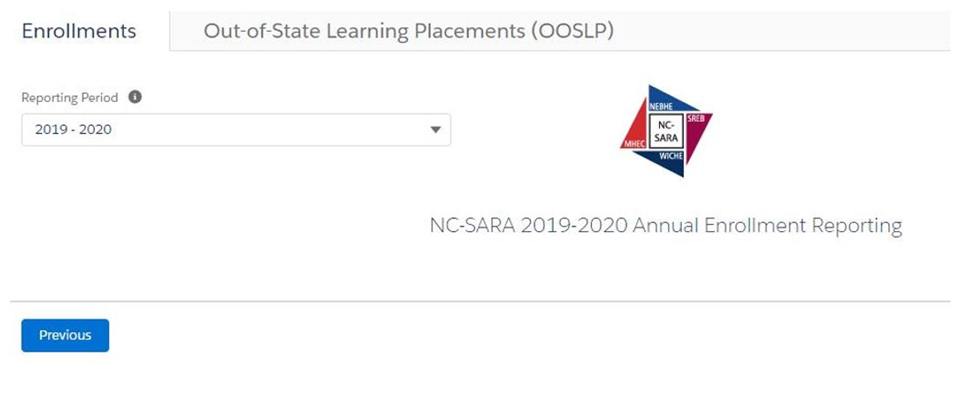 Enrollments
Out-of-State Learning Placements (OOSLP)
Reporting Period
2019 - 2020
NEBHE
SREB
NC-
SARA
MHEC
WICHE
NC-SARA 2019-2020 Annual Enrollment Reporting
Previous